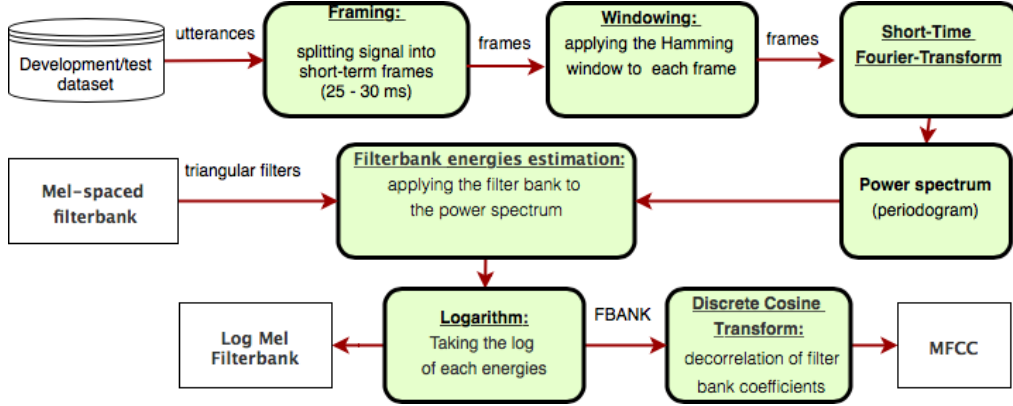 Development/test
dataset
utterances
Framing:
splitting signal into
short-term frames
(25 - 30 ms)
frames
Windowing:
applying the Hamming
window to each frame
frames
Short-Time
Fourier-Transform
Mel-spaced
filterbank
triangular filters
Filterbank energies estimation:
applying the filter bank to
the power spectrum
Power spectrum
(periodogram)
Log Mel
Filterbank
Logarithm:
Taking the log
of each energies
FBANK
Discrete Cosine
Transform:
decorrelation of filter
bank coefficients
MFCC